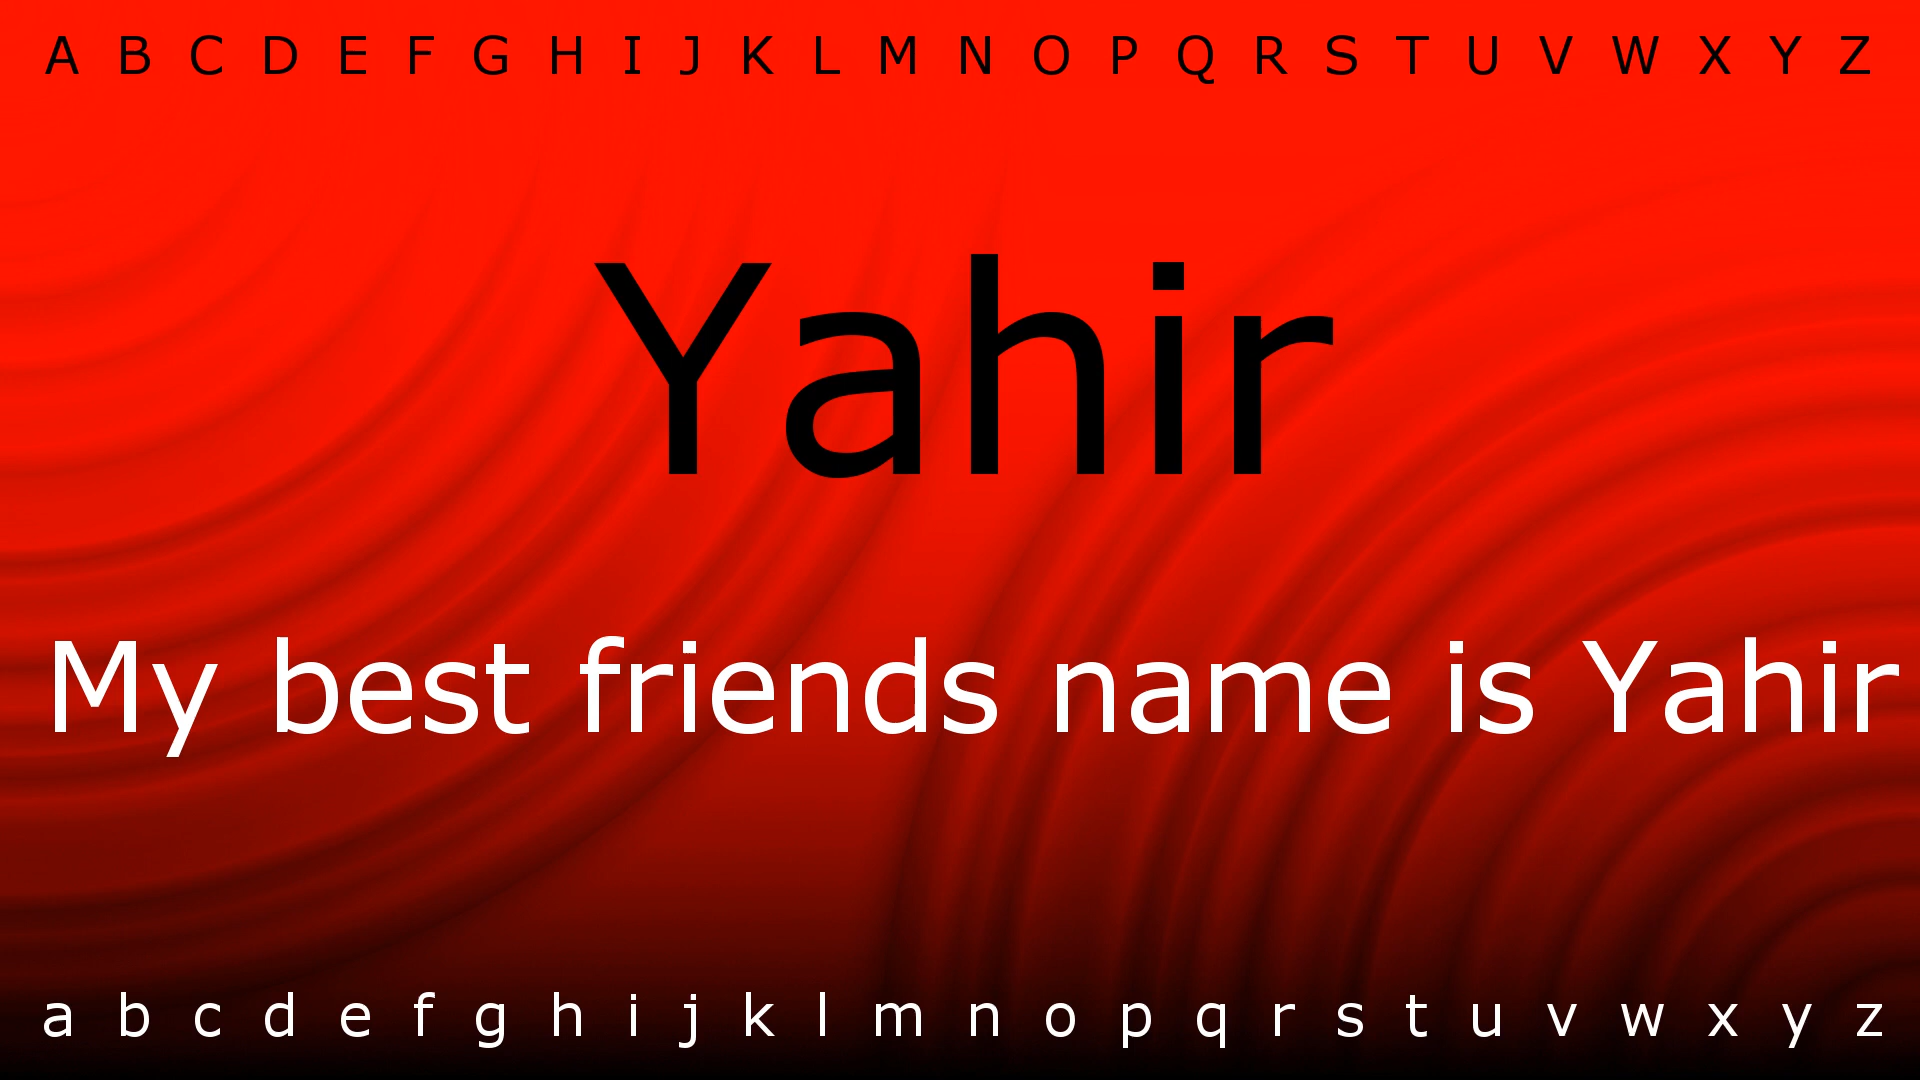 A B C D E F G H I J K L M N O P Q R S T U V W X Y Z
Yahir
My best friends name is Yahir
a b c d e f g h i j k l m n o p q r s t u v w x y z